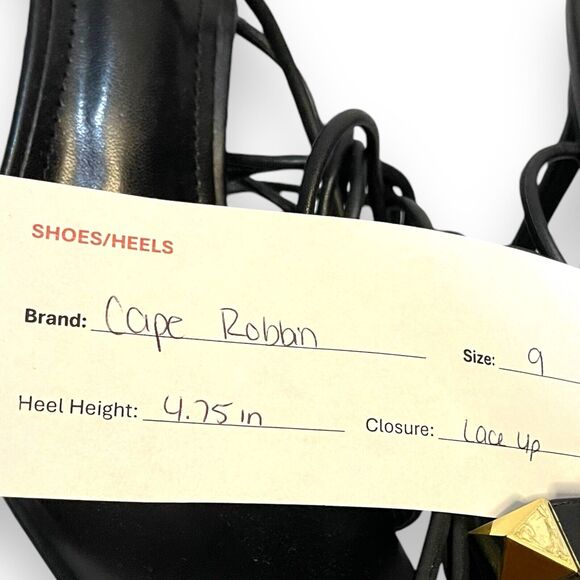 SHOES/HEELS
Brand: Cape Robbin Size: 9
Heel Height: 4.75 in Closure: Lace up